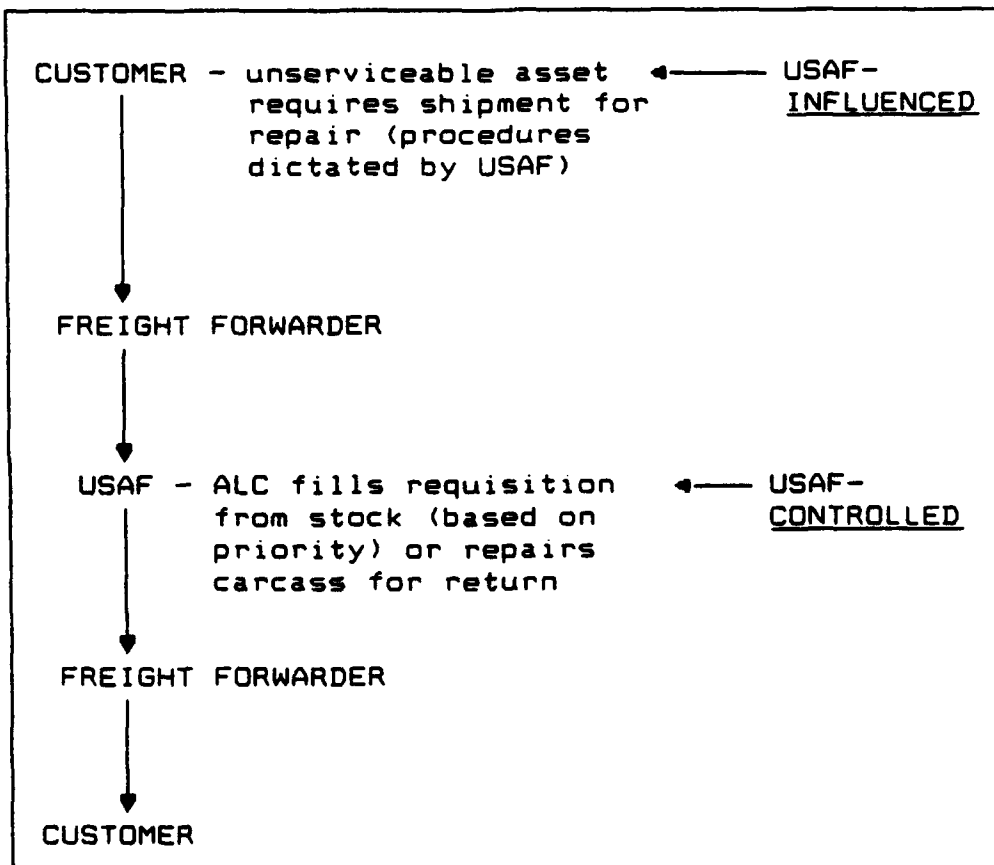 CUSTOMER - unserviceable asset
requires shipment for
repair (procedures
dictated by USAF)
USAF-
INFLUENCED
FREIGHT FORWARDER
USAF - ALC fills requisition
from stock (based on
priority) or repairs
carcass for return
USAF-
CONTROLLED
FREIGHT FORWARDER
CUSTOMER